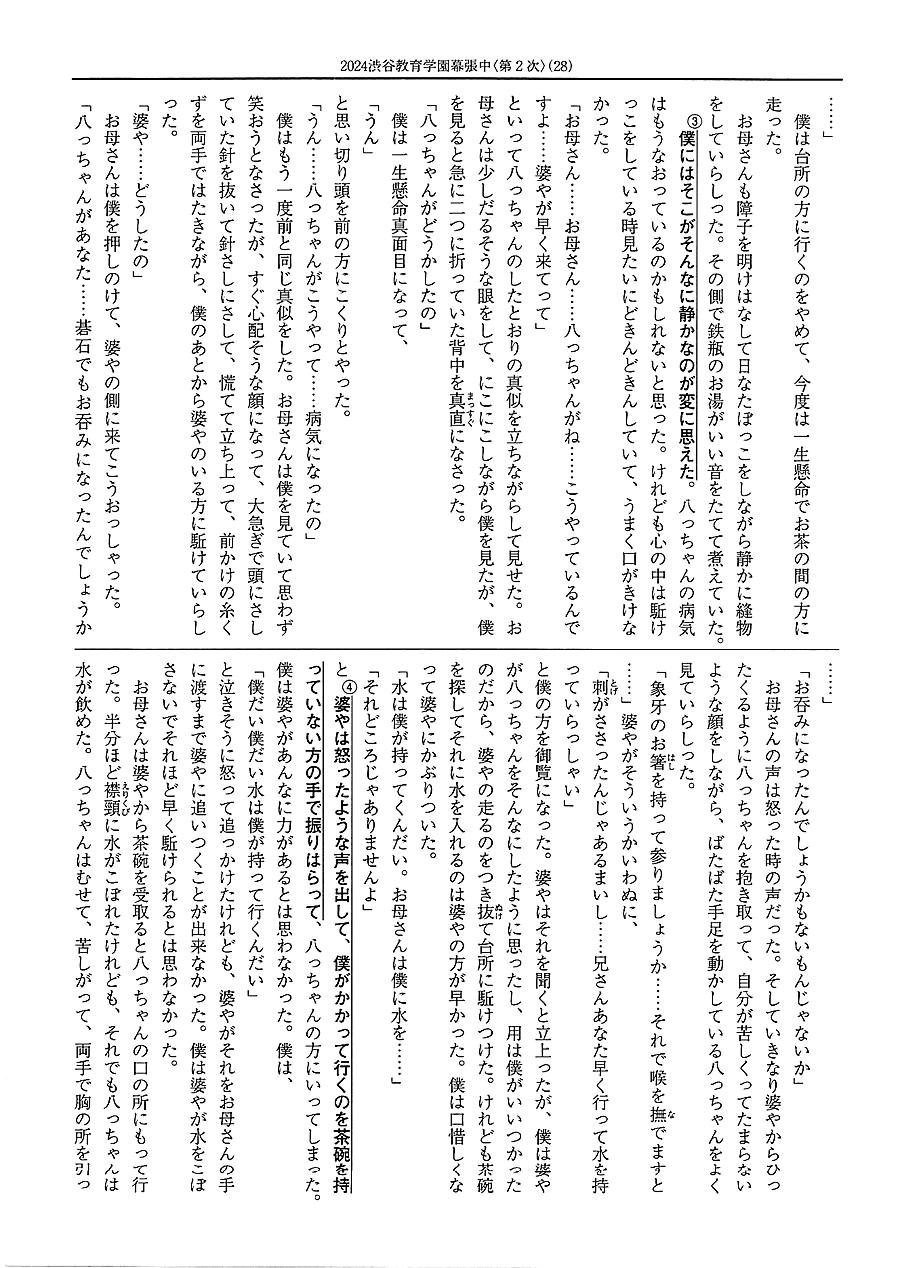 2024渋谷教育学園幕張中〈第2次〉(28)
……」
僕は台所の方に行くのをやめて、今度は一生懸命でお茶の間の方に
走った。
お母さんも障子を明けはなして日なたぼっこをしながら静かに縫物
をしていらしった。その側で鉄瓶のお湯がいい音をたてて煮えていた。
③僕にはそこがそんなに静かなのが変に思えた。八っちゃんの病気
はもうなおっているのかもしれないと思った。けれども心の中は駈け
っこをしている時見たいにどきんどきんしていて、うまく口がきけな
かった。
「お母さん……お母さん……八っちゃんがね……こうやっているんで
すよ……婆やが早く来てって」
といって八っちゃんのしたとおりの真似を立ちながらして見せた。お
母さんは少しだるそうな眼をして、にこにこしながら僕を見たが、僕
を見ると急に二つに折っていた背中を真直になさった。
「八っちゃんがどうかしたの」
僕は一生懸命真面目になって、
「うん」
と思い切り頭を前の方にこくりとやった。
「うん……八っちゃんがこうやって……病気になったの」
僕はもう一度前と同じ真似をした。お母さんは僕を見ていて思わず
笑おうとなさったが、すぐ心配そうな顔になって、大急ぎで頭にさし
ていた針を抜いて針さしにさして、慌てて立ち上って、前かけの糸く
ずを両手ではたきながら、僕のあとから婆やのいる方に駈けていらし
った。
「婆や……どうしたの」
お母さんは僕を押しのけて、婆やの側に来てこうおっしゃった。
「八っちゃんがあなた……碁石でもお呑みになったんでしょうか
……」
「お呑みになったんでしょうかもないもんじゃないか」
お母さんの声は怒った時の声だった。そしていきなり婆やからひっ
たくるように八っちゃんを抱き取って、自分が苦しくってたまらない
ような顔をしながら、ばたばた手足を動かしている八っちゃんをよく
見ていらしった。
「象牙のお箸を持って参りましょうか……それで喉を撫でますと
……」婆やがそういうかいわぬに、
「刺がささったんじゃあるまいし……兄さんあなた早く行って水を持
っていらっしゃい」
と僕の方を御覧になった。婆やはそれを聞くと立上ったが、僕は婆や
が八っちゃんをそんなにしたように思ったし、用は僕がいいつかった
のだから、婆やの走るのをつき抜て台所に駈けつけた。けれども茶碗
を探してそれに水を入れるのは婆やの方が早かった。僕は口惜しくな
って婆やにかぶりついた。
「水は僕が持ってくんだい。お母さんは僕に水を……」
「それどころじゃありませんよ」
と④婆やは怒ったような声を出して、僕がかかって行くのを茶碗を持
っていない方の手で振りはらって、八っちゃんの方にいってしまった。
僕は婆やがあんなに力があるとは思わなかった。僕は、
「僕だい僕だい水は僕が持って行くんだい」
と泣きそうに怒って追っかけたけれども、婆やがそれをお母さんの手
に渡すまで婆やに追いつくことが出来なかった。僕は婆やが水をこぼ
さないでそれほど早く駈けられるとは思わなかった。
お母さんは婆やから茶碗を受取ると八っちゃんの口の所にもって行
った。半分ほど襟頸に水がこぼれたけれども、それでも八っちゃんは
水が飲めた。八っちゃんはむせて、苦しがって、両手で胸の所を引っ